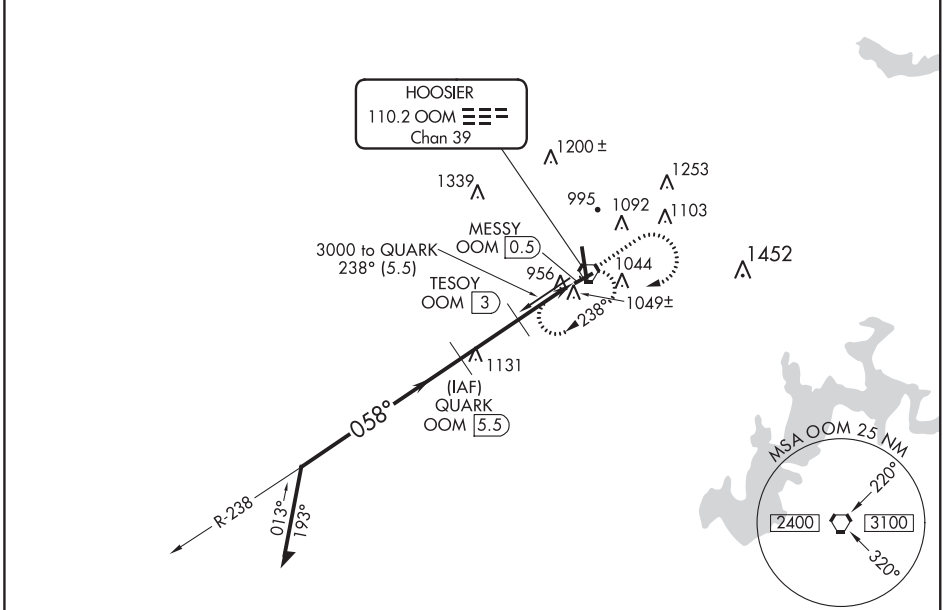 HOOSIER
110.2 OOM
Chan 39
1200 ±
1339
1253
995
1092
1103
MESSY
OOM 0.5
3000 to QUARK
238° (5.5)
1452
956
1044
TESOY
OOM 3
1049±
238°
1131
(IAF)
QUARK
OOM 5.5
058°
MSA OOM 25 NM
R-238
013°
193°
220°
2400
3100
320°